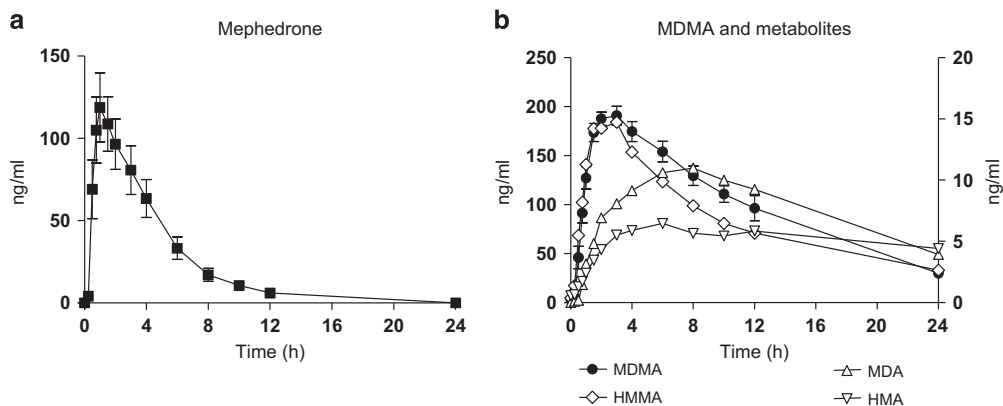 a
Mephedrone
150
100
50
0
ng/ml
0 4 8 12 16 20 24
Time (h)
b
MDMA and metabolites
250
200
150
100
50
0
ng/ml
20
15
10
5
0
ng/ml
0 4 8 12 16 20 24
Time (h)
MDMA
MDA
HMMA
HMA